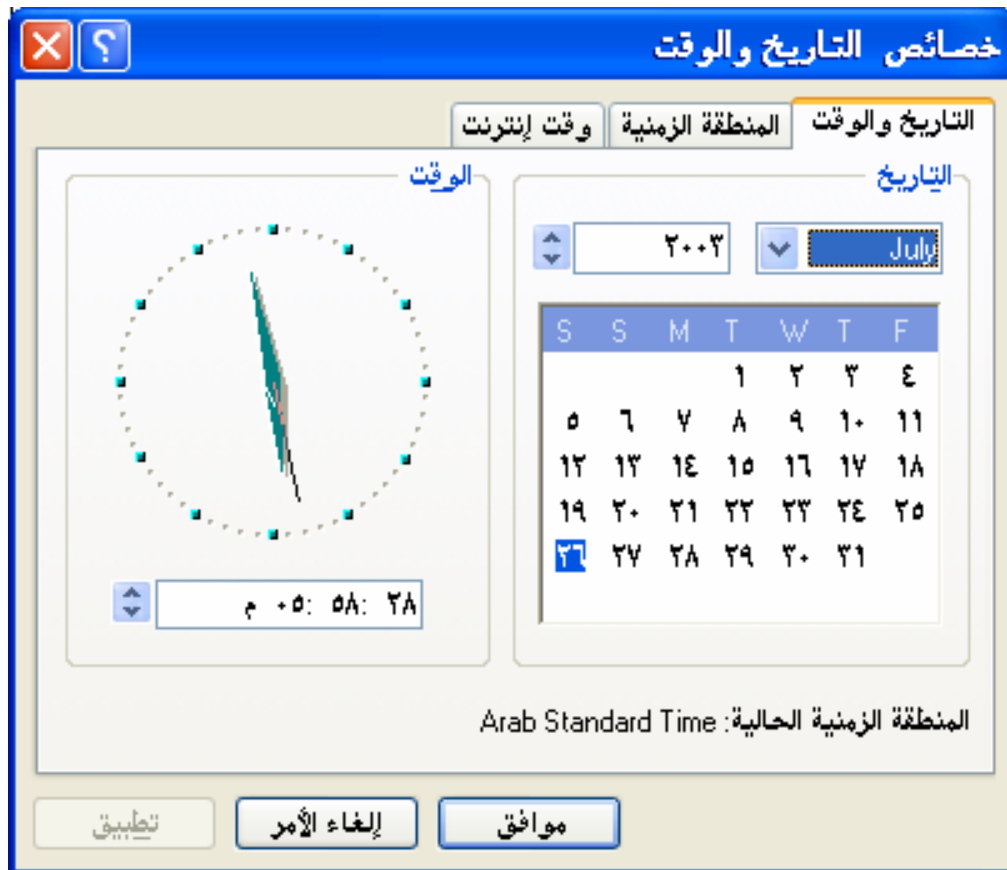 خصائص التاريخ والوقت
التاريخ والوقت
المنطقة الزمنية
وقت إنترنت
التاريخ
July
٢٠٠٣
S S M T W T F
١ ٢ ٣ ٤
٥ ٦ ٧ ٨ ٩ ١٠ ١١
١٢ ١٣ ١٤ ١٥ ١٦ ١٧ ١٨
١٩ ٢٠ ٢١ ٢٢ ٢٣ ٢٤ ٢٥
٢٦ ٢٧ ٢٨ ٢٩ ٣٠ ٣١
الوقت
٠٥: ٥٨: ٢٨ م
المنطقة الزمنية الحالية: Arab Standard Time
موافق
إلغاء الأمر
تطبيق